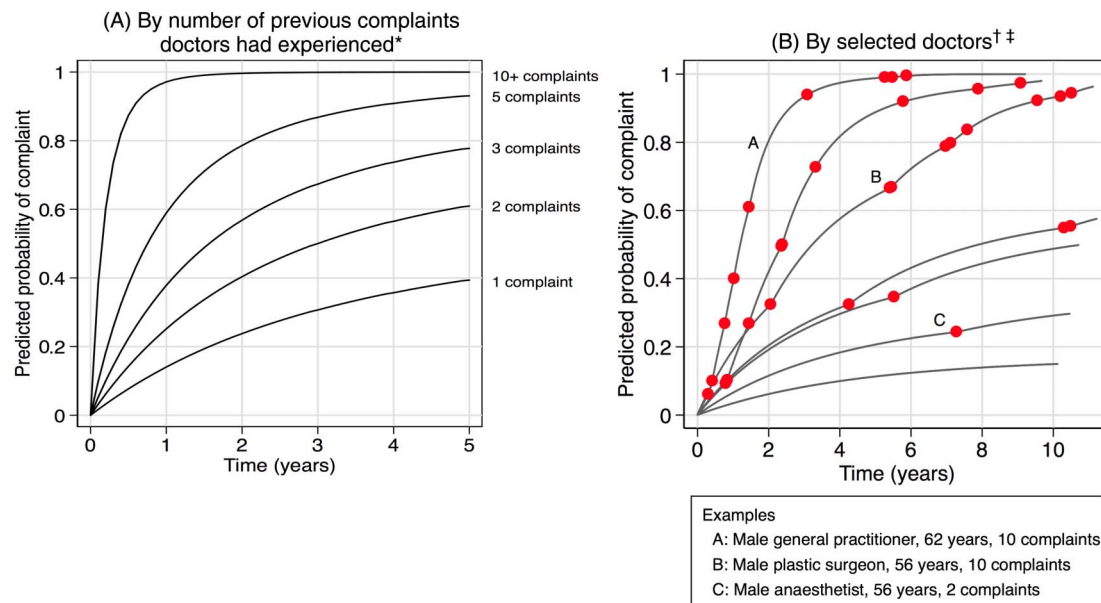 (A) By number of previous complaints
doctors had experienced*
Predicted probability of complaint
1
0.8
0.6
0.4
0.2
0
10+ complaints
5 complaints
3 complaints
2 complaints
1 complaint
0 1 2 3 4 5
Time (years)
(B) By selected doctors† ‡
Predicted probability of complaint
1
0.8
0.6
0.4
0.2
0
A
B
C
0 2 4 6 8 10
Time (years)
Examples
A: Male general practitioner, 62 years, 10 complaints
B: Male plastic surgeon, 56 years, 10 complaints
C: Male anaesthetist, 56 years, 2 complaints